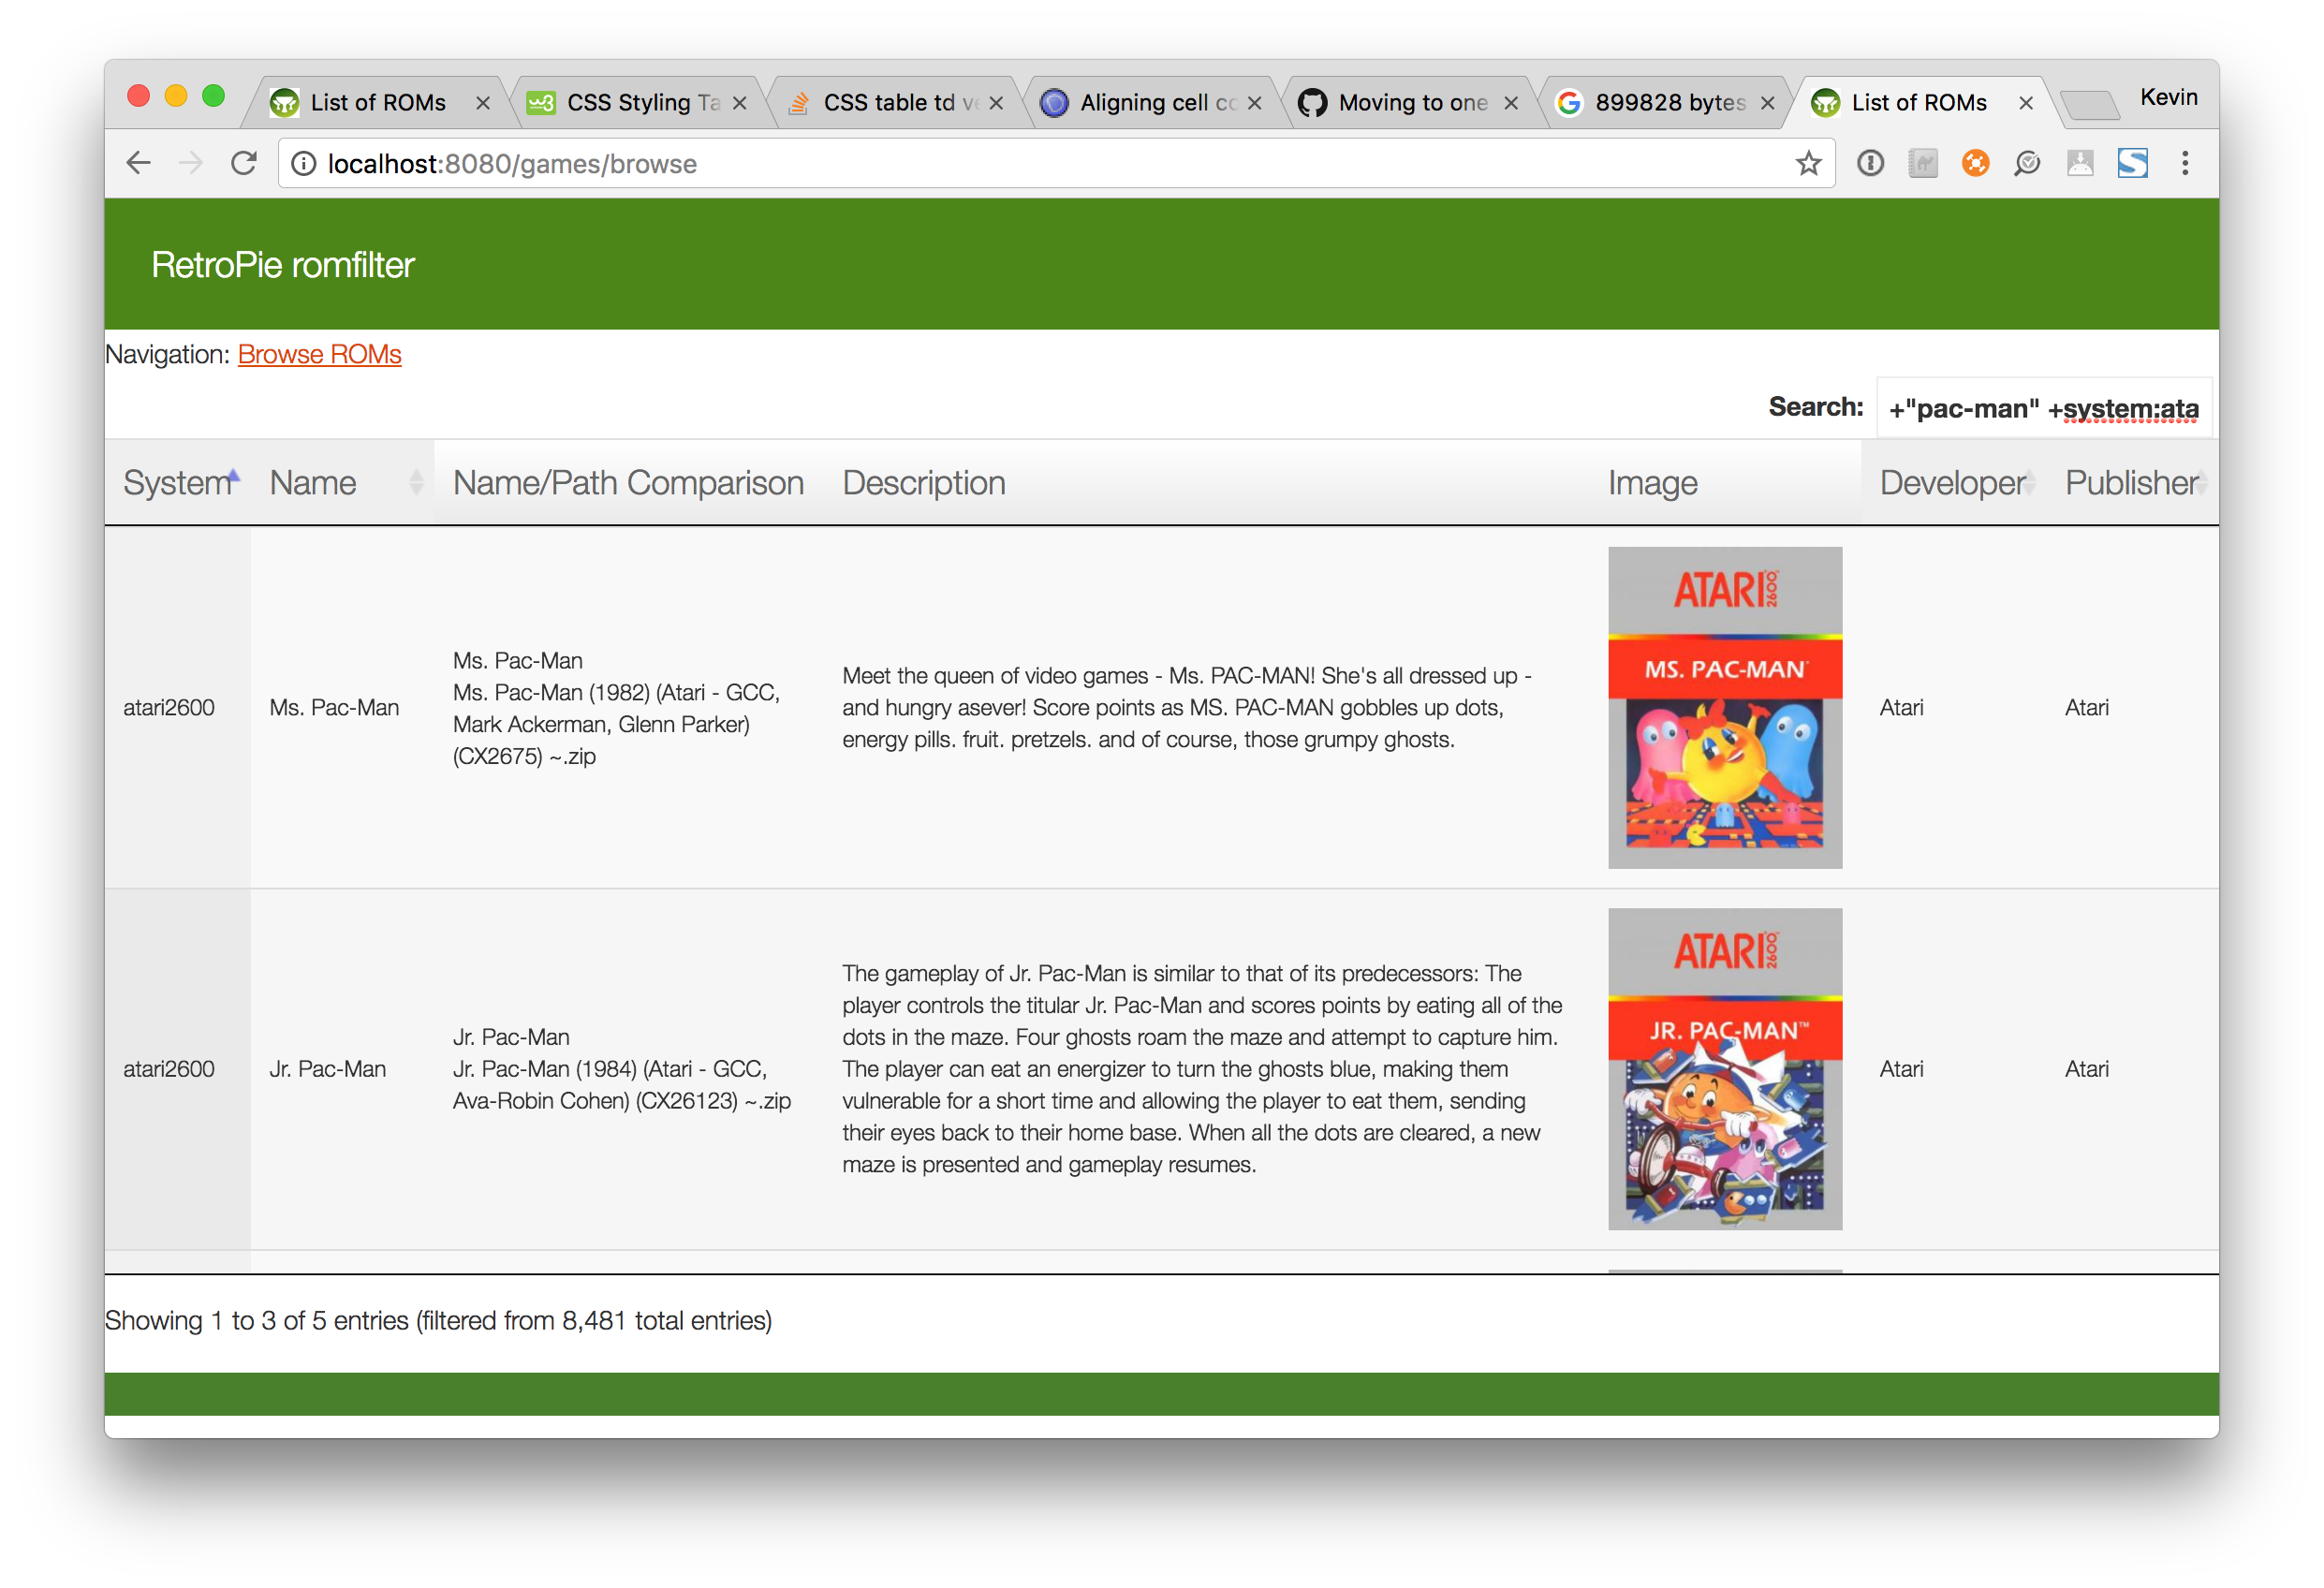 List of ROMs
CSS Styling Ta
CSS table td ve
Aligning cell co
Moving to one
899828 bytes
List of ROMs
Kevin
localhost:8080/games/browse
RetroPie romfilter
Navigation: Browse ROMs
Search: +"pac-man" +system:ata
System Name Name/Path Comparison Description Image Developer Publisher
atari2600
Ms. Pac-Man
Ms. Pac-Man
Ms. Pac-Man (1982) (Atari - GCC,
Mark Ackerman, Glenn Parker)
(CX2675) ~.zip
Meet the queen of video games - Ms. PAC-MAN! She's all dressed up -
and hungry asever! Score points as MS. PAC-MAN gobbles up dots,
energy pills. fruit. pretzels. and of course, those grumpy ghosts.
ATARI 2600
MS. PAC-MAN
Atari
Atari
atari2600
Jr. Pac-Man
Jr. Pac-Man
Jr. Pac-Man (1984) (Atari - GCC,
Ava-Robin Cohen) (CX26123) ~.zip
The gameplay of Jr. Pac-Man is similar to that of its predecessors: The
player controls the titular Jr. Pac-Man and scores points by eating all of the
dots in the maze. Four ghosts roam the maze and attempt to capture him.
The player can eat an energizer to turn the ghosts blue, making them
vulnerable for a short time and allowing the player to eat them, sending
their eyes back to their home base. When all the dots are cleared, a new
maze is presented and gameplay resumes.
ATARI 2600
JR. PAC-MAN™
Atari
Atari
Showing 1 to 3 of 5 entries (filtered from 8,481 total entries)